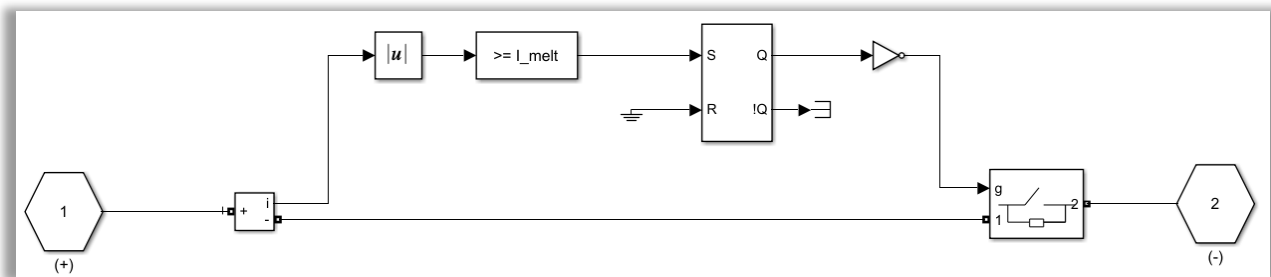 |u|
>= I_melt
S
Q
R
!Q
1
(+)
+
i
-
g
1
2
2
(-)